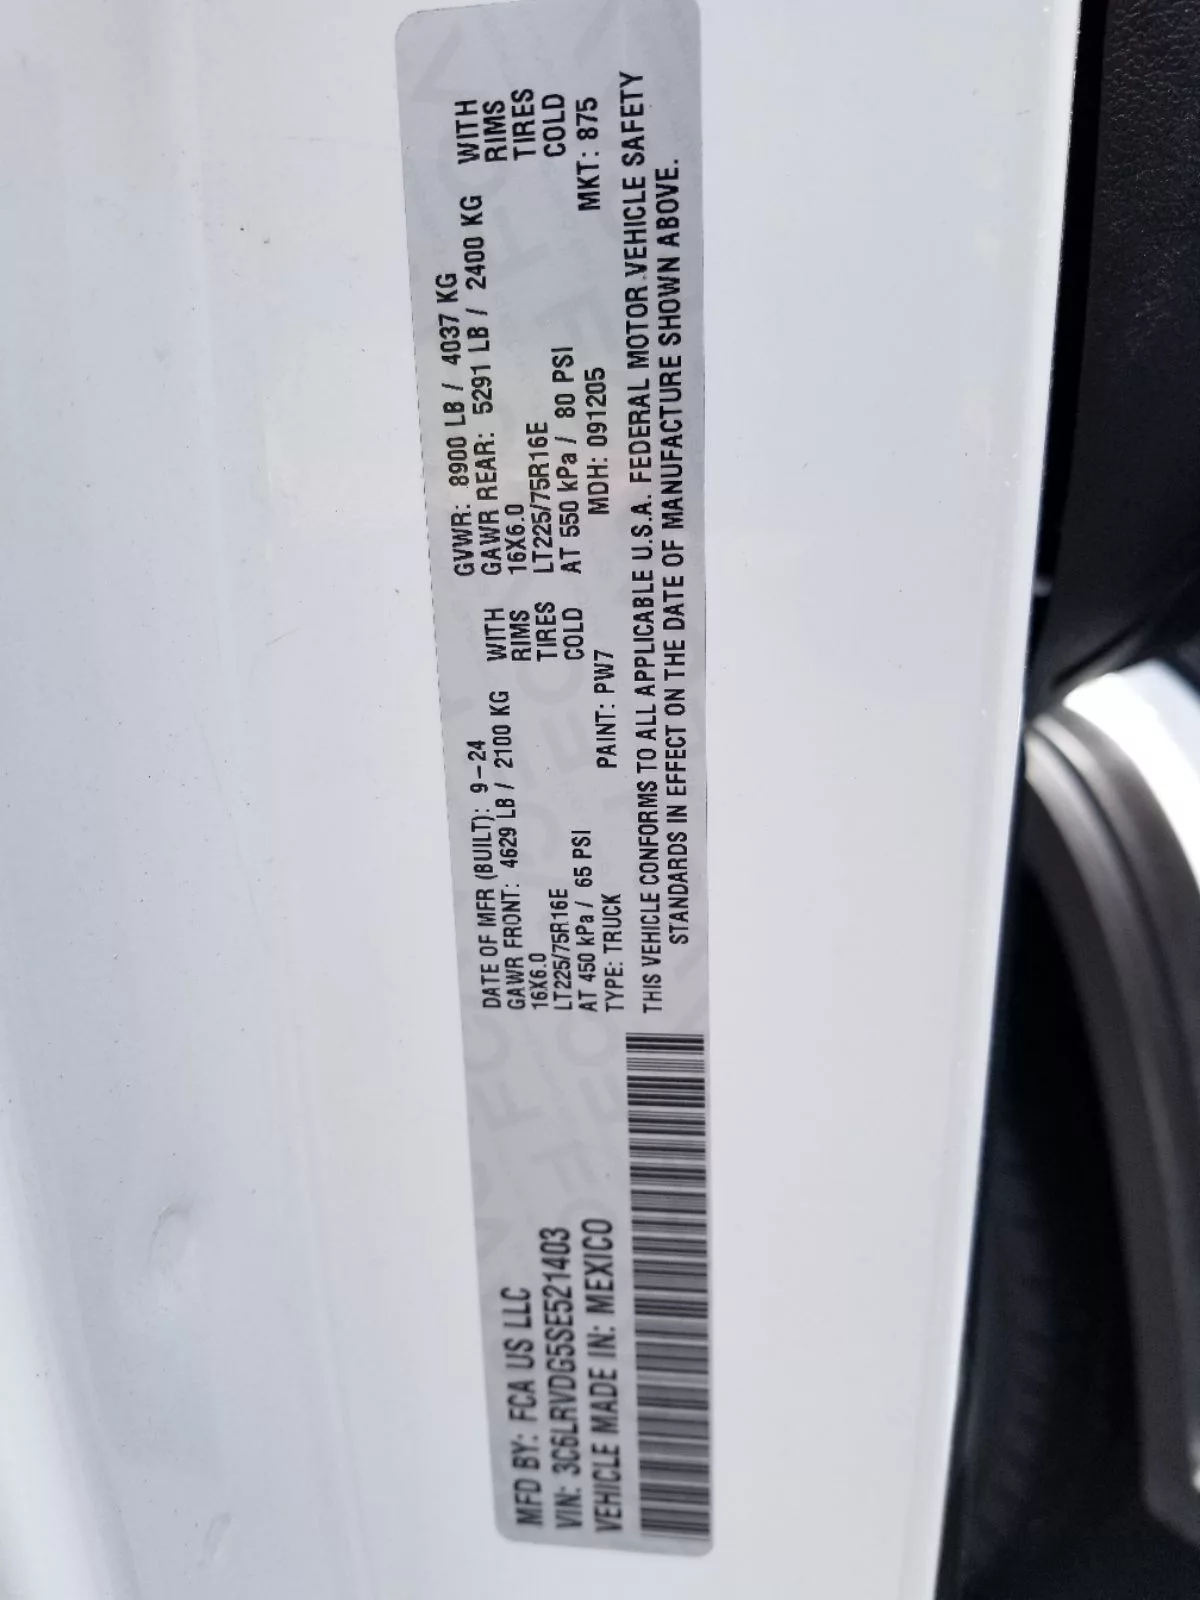 MFD BY: FCA US LLC
VIN: 3C6LRVDG5SE521403
VEHICLE MADE IN: MEXICO
DATE OF MFR (BUILT): 9-24
GAWR FRONT: 4629 LB / 2100 KG WITH
16X6.0 RIMS
LT225/75R16E TIRES
AT 450 kPa / 65 PSI COLD
TYPE: TRUCK PAINT: PW7
GVWR: 8900 LB / 4037 KG
GAWR REAR: 5291 LB / 2400 KG WITH
16X6.0 RIMS
LT225/75R16E TIRES
AT 550 kPa / 80 PSI COLD
MDH: 091205 MKT: 875
THIS VEHICLE CONFORMS TO ALL APPLICABLE U.S.A. FEDERAL MOTOR VEHICLE SAFETY
STANDARDS IN EFFECT ON THE DATE OF MANUFACTURE SHOWN ABOVE.